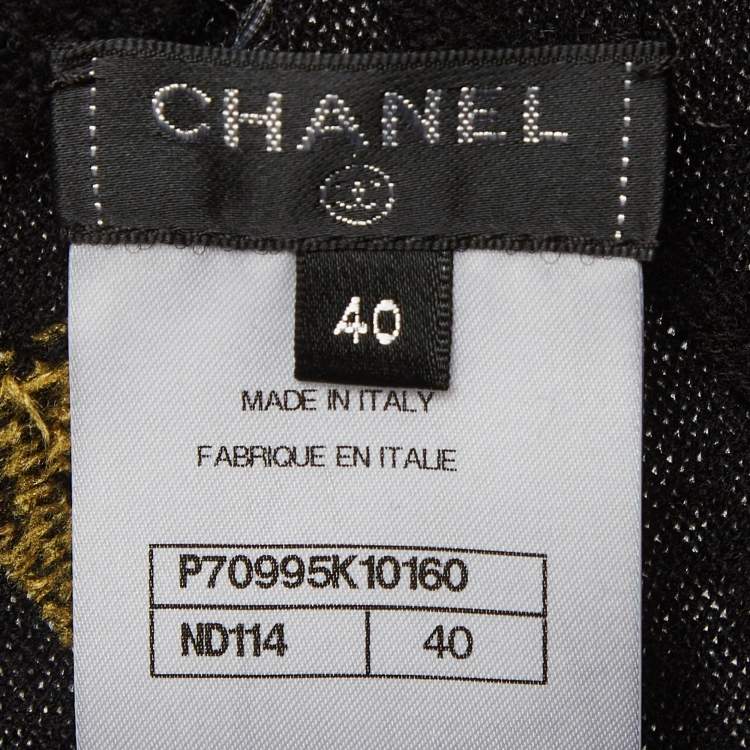 CHANEL
40
MADE IN ITALY
FABRIQUE EN ITALIE
P70995K10160
ND114 40